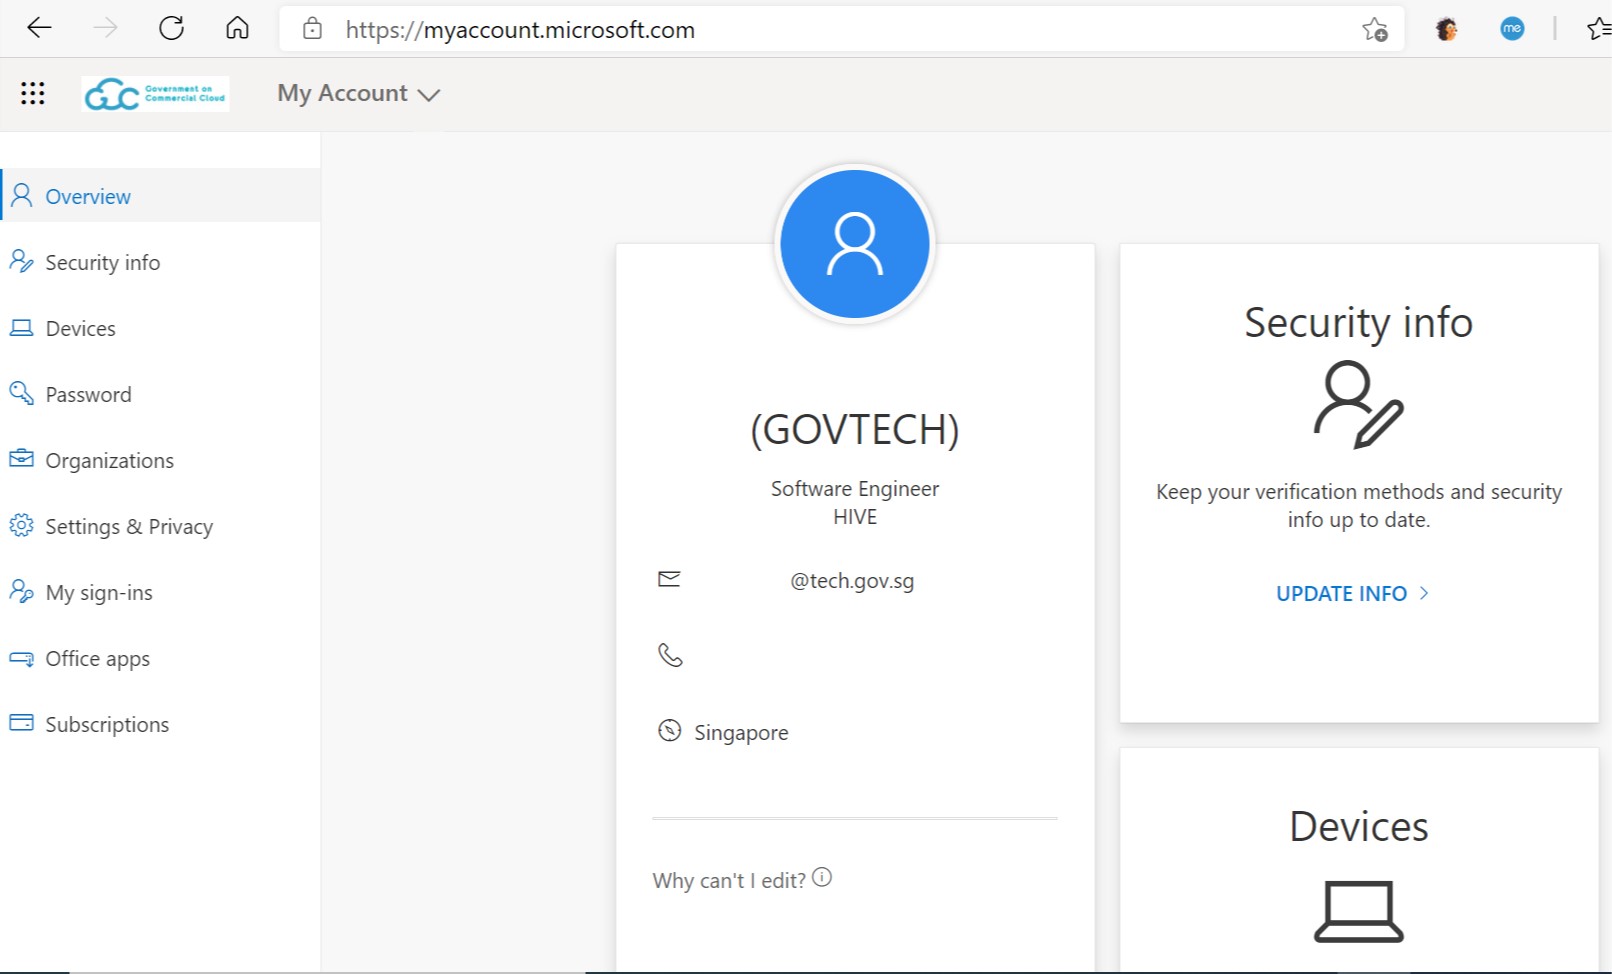 https://myaccount.microsoft.com
me
GCC Government on
Commercial Cloud
My Account
Overview
Security info
Devices
Password
Organizations
Settings & Privacy
My sign-ins
Office apps
Subscriptions
(GOVTECH)
Software Engineer
HIVE
@tech.gov.sg
Singapore
Why can't I edit?
Security info
Keep your verification methods and security
info up to date.
UPDATE INFO
Devices